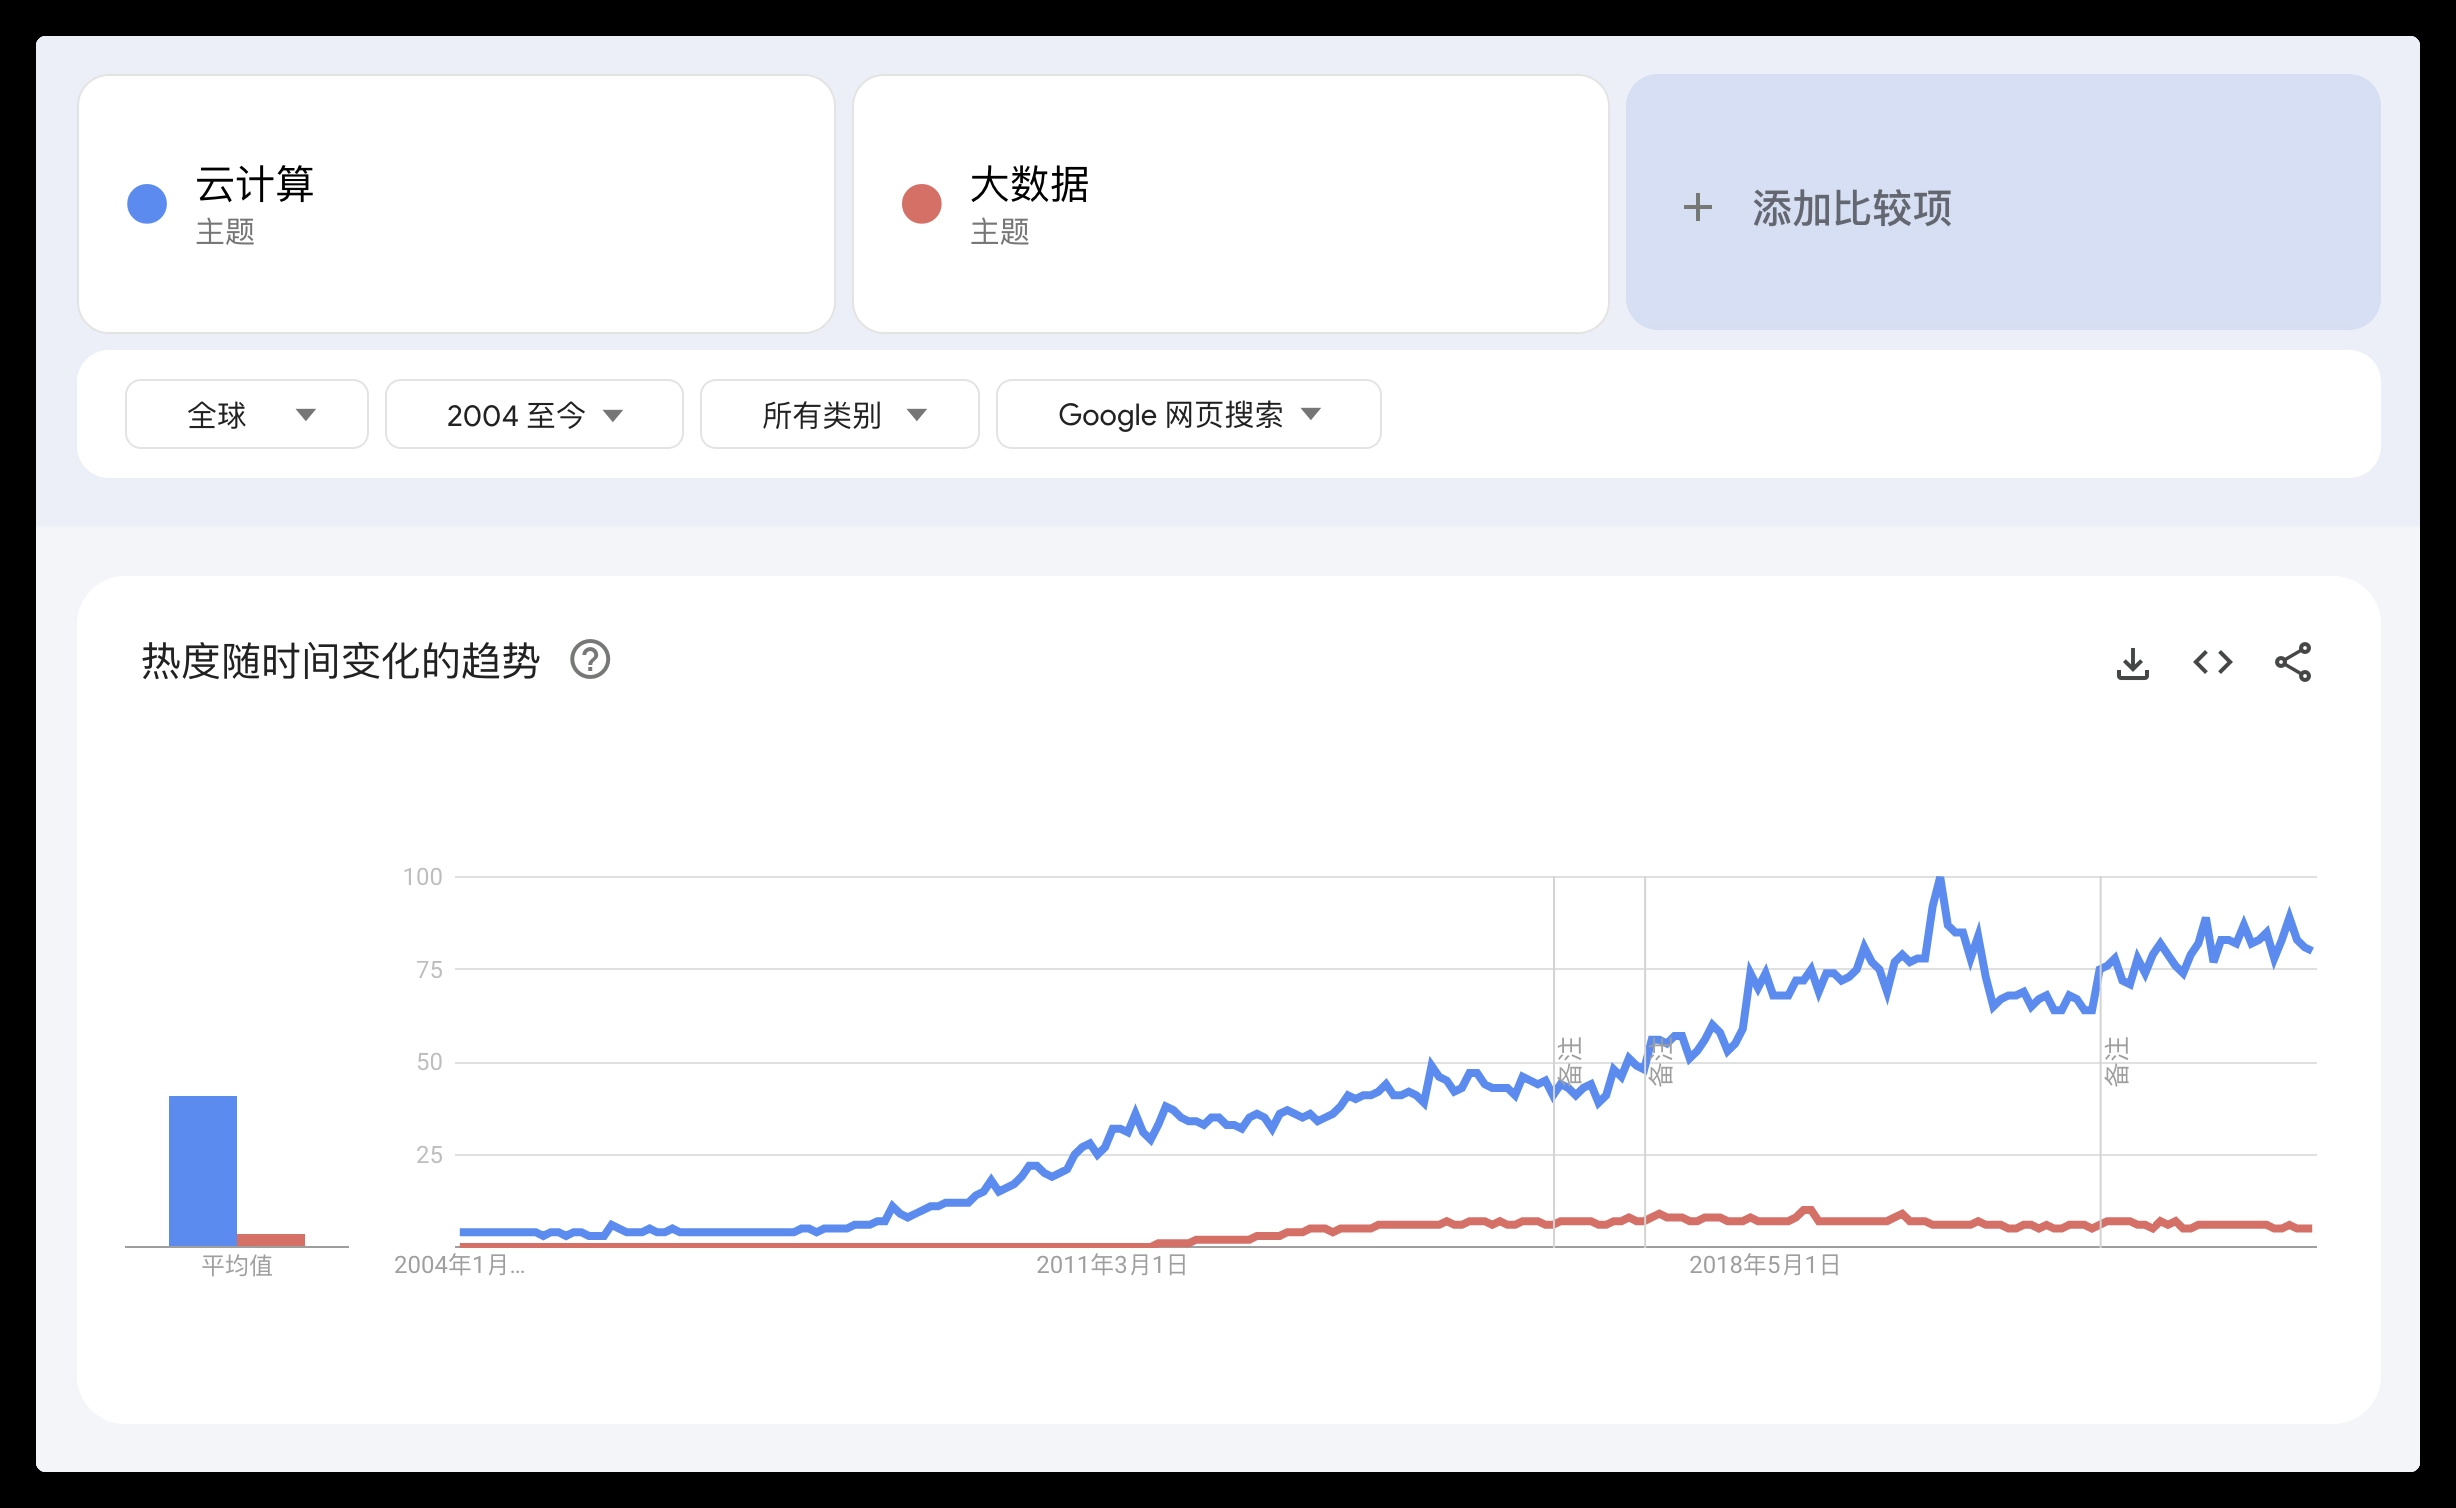 云计算
主题
大数据
主题
添加比较项
全球
2004 至今
所有类别
Google 网页搜索
热度随时间变化的趋势
100
75
50
25
备注
备注
备注
平均值
2004年1月…
2011年3月1日
2018年5月1日